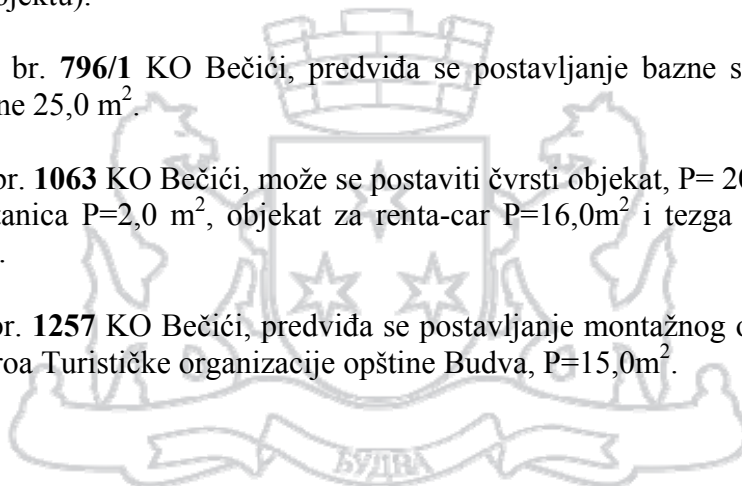 bjektu).
br. 796/1 KO Bečići, predviđa se postavljanje bazne s
ne 25,0 m².
br. 1063 KO Bečići, može se postaviti čvrsti objekat, P= 20
tanica P=2,0 m², objekat za renta-car P=16,0m² i tezga
.
br. 1257 KO Bečići, predviđa se postavljanje montažnog o
roa Turističke organizacije opštine Budva, P=15,0m².
БУДВА